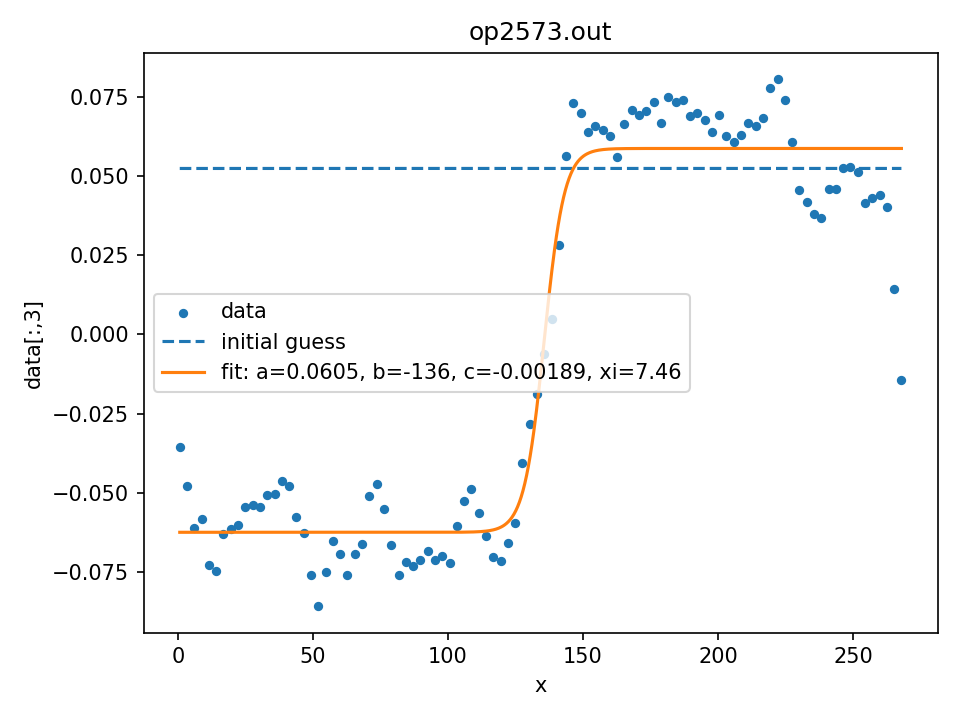 op2573.out
data[:,3]
0.075
0.050
0.025
0.000
−0.025
−0.050
−0.075
data
initial guess
fit: a=0.0605, b=-136, c=-0.00189, xi=7.46
0 50 100 150 200 250
x